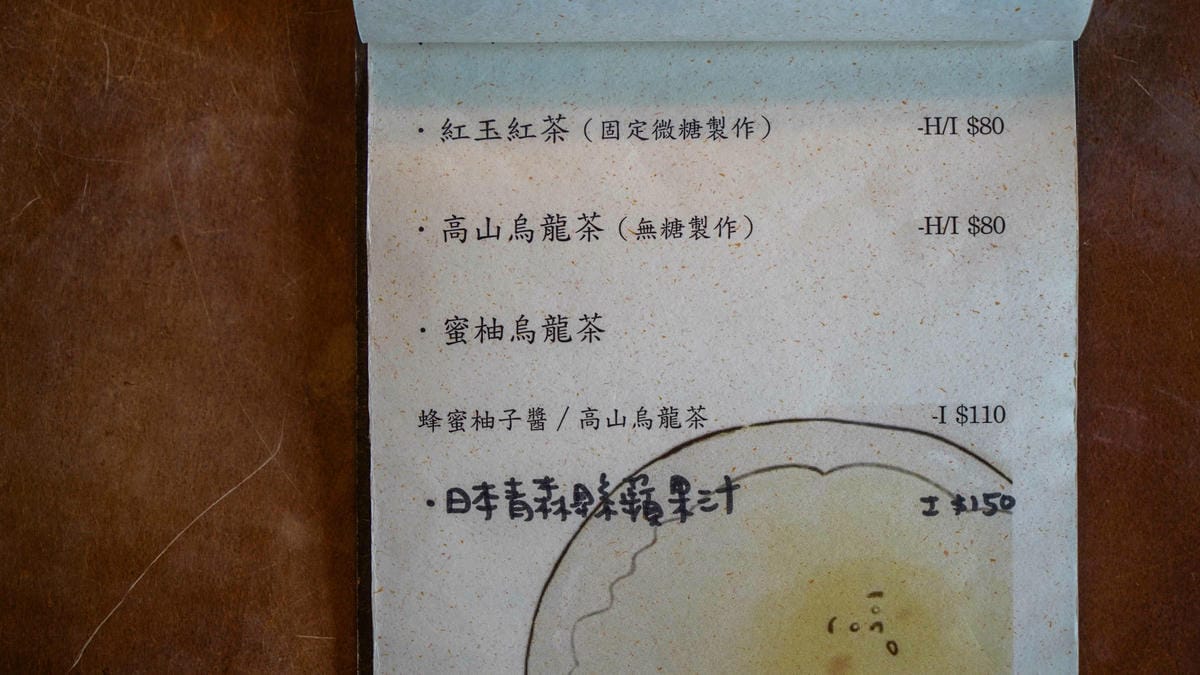 ·紅玉紅茶(固定微糖製作) -H/I $80
·高山烏龍茶(無糖製作) -H/I $80
·蜜柚烏龍茶
蜂蜜柚子醬/高山烏龍茶 -I $110
·日本青森縣蘋果汁 I $150